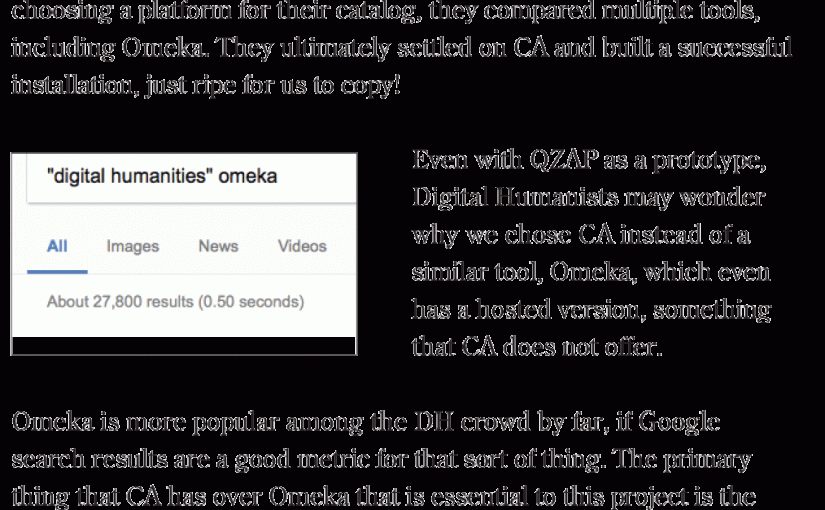 choosing a platform for their catalog, they compared multiple tools,
including Omeka. They ultimately settled on CA and built a successful
installation, just ripe for us to copy!
"digital humanities" omeka
All Images News Videos
About 27,800 results (0.50 seconds)
Even with QZAP as a prototype,
Digital Humanists may wonder
why we chose CA instead of a
similar tool, Omeka, which even
has a hosted version, something
that CA does not offer.
Omeka is more popular among the DH crowd by far, if Google
search results are a good metric for that sort of thing. The primary
thing that CA has over Omeka that is essential to this project is the